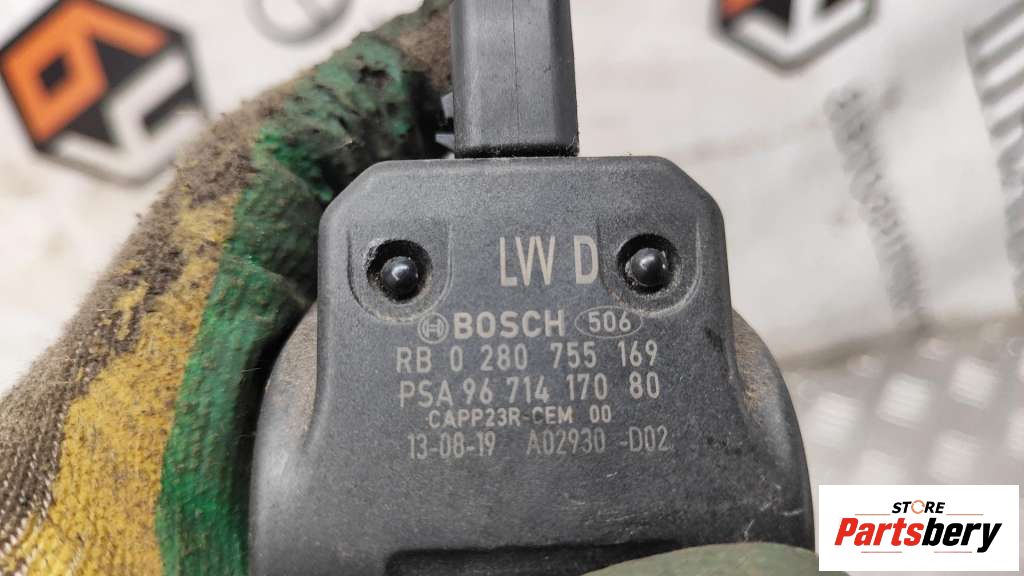 LVV D
BOSCH 506
RB 0 280 755 169
PSA 96 714 170 80
CAPP23R-CEM 00
13-08-19 A02930 -D02
STORE
Partsbery